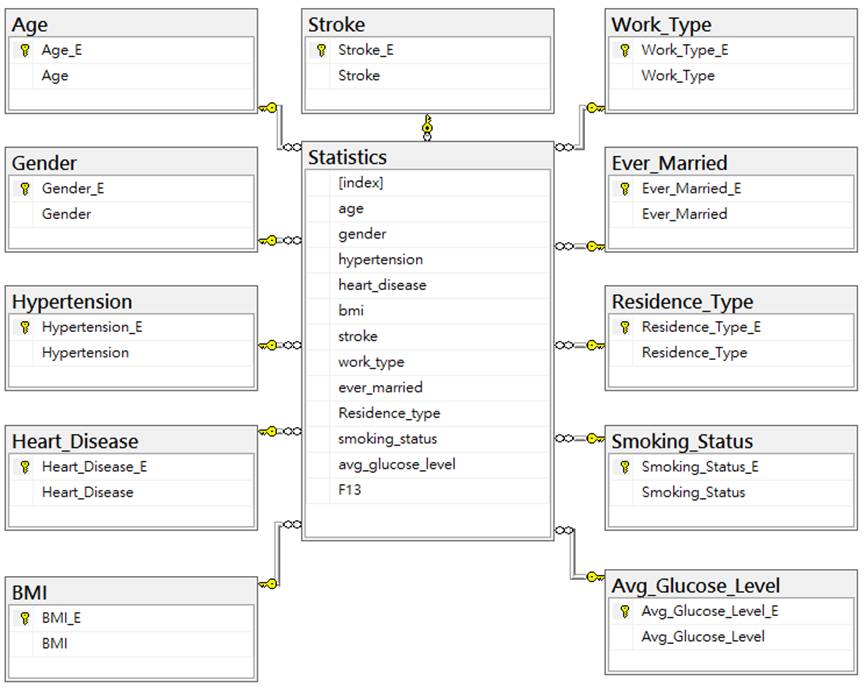 Age
Age_E
Age
Stroke
Stroke_E
Stroke
Work_Type
Work_Type_E
Work_Type
Gender
Gender_E
Gender
Statistics
[index]
age
gender
hypertension
heart_disease
bmi
stroke
work_type
ever_married
Residence_type
smoking_status
avg_glucose_level
F13
Ever_Married
Ever_Married_E
Ever_Married
Hypertension
Hypertension_E
Hypertension
Residence_Type
Residence_Type_E
Residence_Type
Heart_Disease
Heart_Disease_E
Heart_Disease
Smoking_Status
Smoking_Status_E
Smoking_Status
BMI
BMI_E
BMI
Avg_Glucose_Level
Avg_Glucose_Level_E
Avg_Glucose_Level